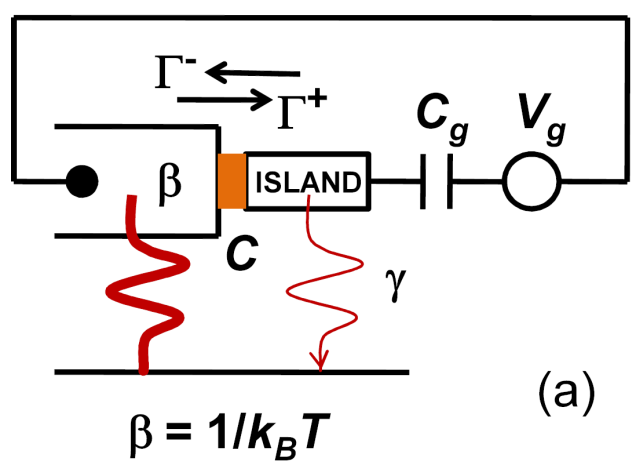 Γ⁻
Γ⁺
C_g
V_g
β
ISLAND
C
γ
(a)
β = 1/k_BT